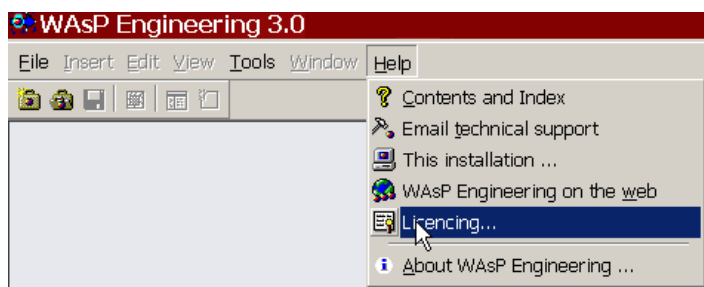 WAsP Engineering 3.0
File Insert Edit View Tools Window Help
Contents and Index
Email technical support
This installation ...
WAsP Engineering on the web
Licencing...
About WAsP Engineering ...